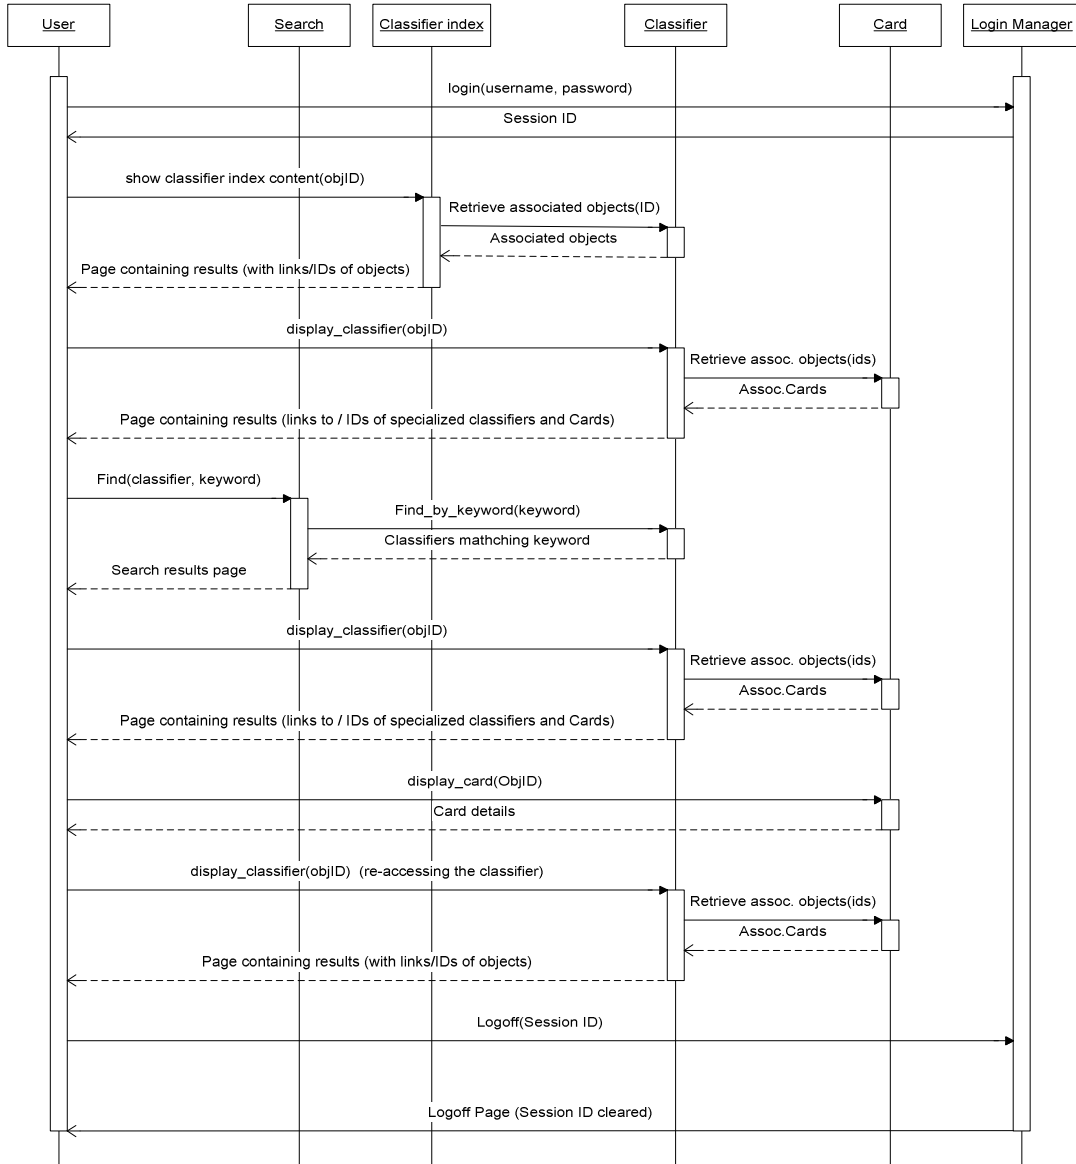 User
Search
Classifier index
Classifier
Card
Login Manager
login(username, password)
Session ID
show classifier index content(objID)
Retrieve associated objects(ID)
Associated objects
Page containing results (with links/IDs of objects)
display_classifier(objID)
Retrieve assoc. objects(ids)
Assoc.Cards
Page containing results (links to / IDs of specialized classifiers and Cards)
Find(classifier, keyword)
Find_by_keyword(keyword)
Classifiers mathching keyword
Search results page
display_classifier(objID)
Retrieve assoc. objects(ids)
Assoc.Cards
Page containing results (links to / IDs of specialized classifiers and Cards)
display_card(ObjID)
Card details
display_classifier(objID)  (re-accessing the classifier)
Retrieve assoc. objects(ids)
Assoc.Cards
Page containing results (with links/IDs of objects)
Logoff(Session ID)
Logoff Page (Session ID cleared)